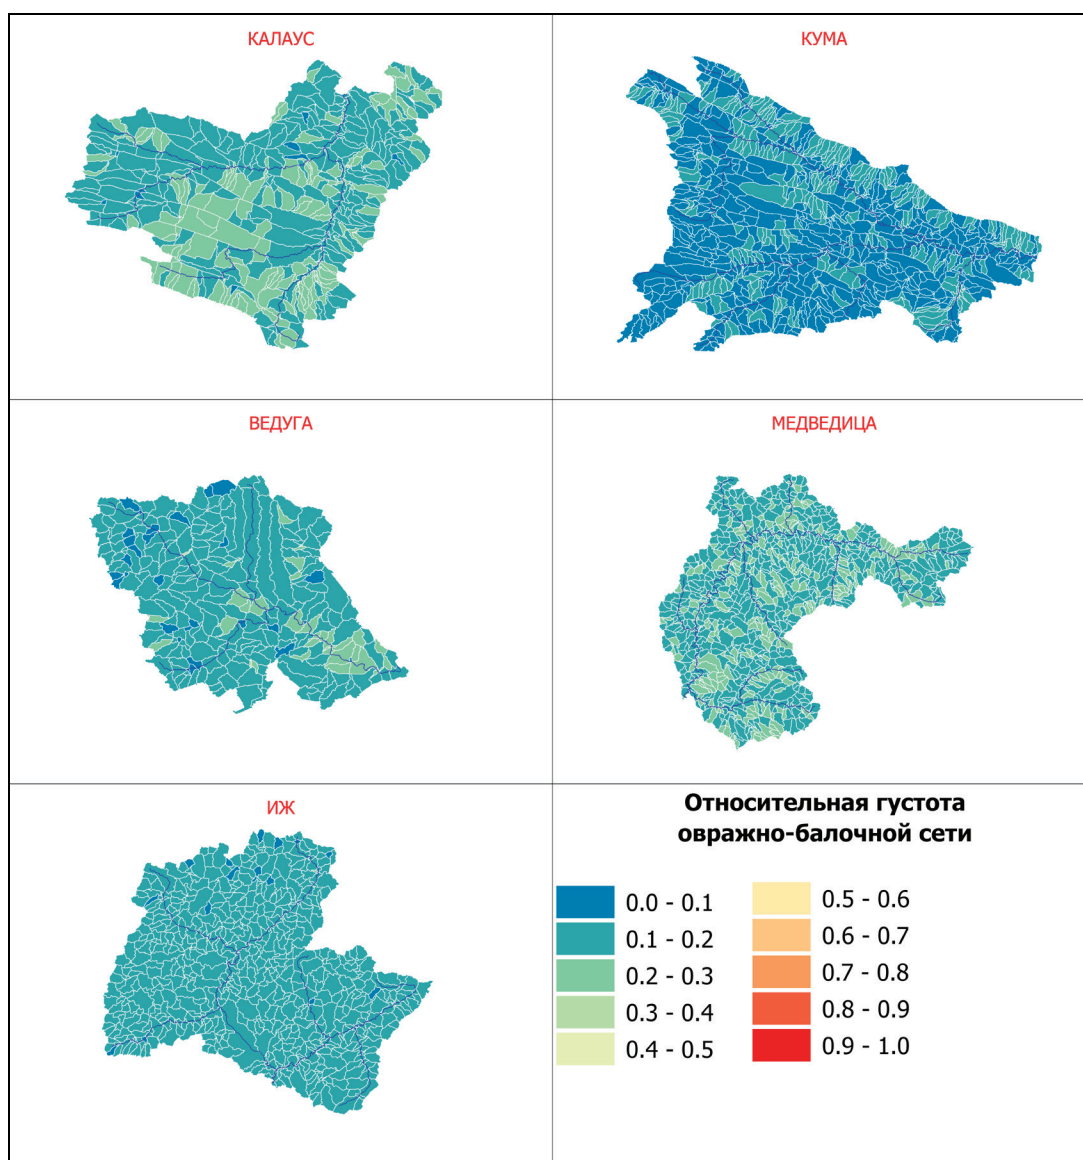 КАЛАУС
КУМА
ВЕДУГА
МЕДВЕДИЦА
ИЖ
Относительная густота
овражно-балочной сети
0.0 - 0.1
0.1 - 0.2
0.2 - 0.3
0.3 - 0.4
0.4 - 0.5
0.5 - 0.6
0.6 - 0.7
0.7 - 0.8
0.8 - 0.9
0.9 - 1.0